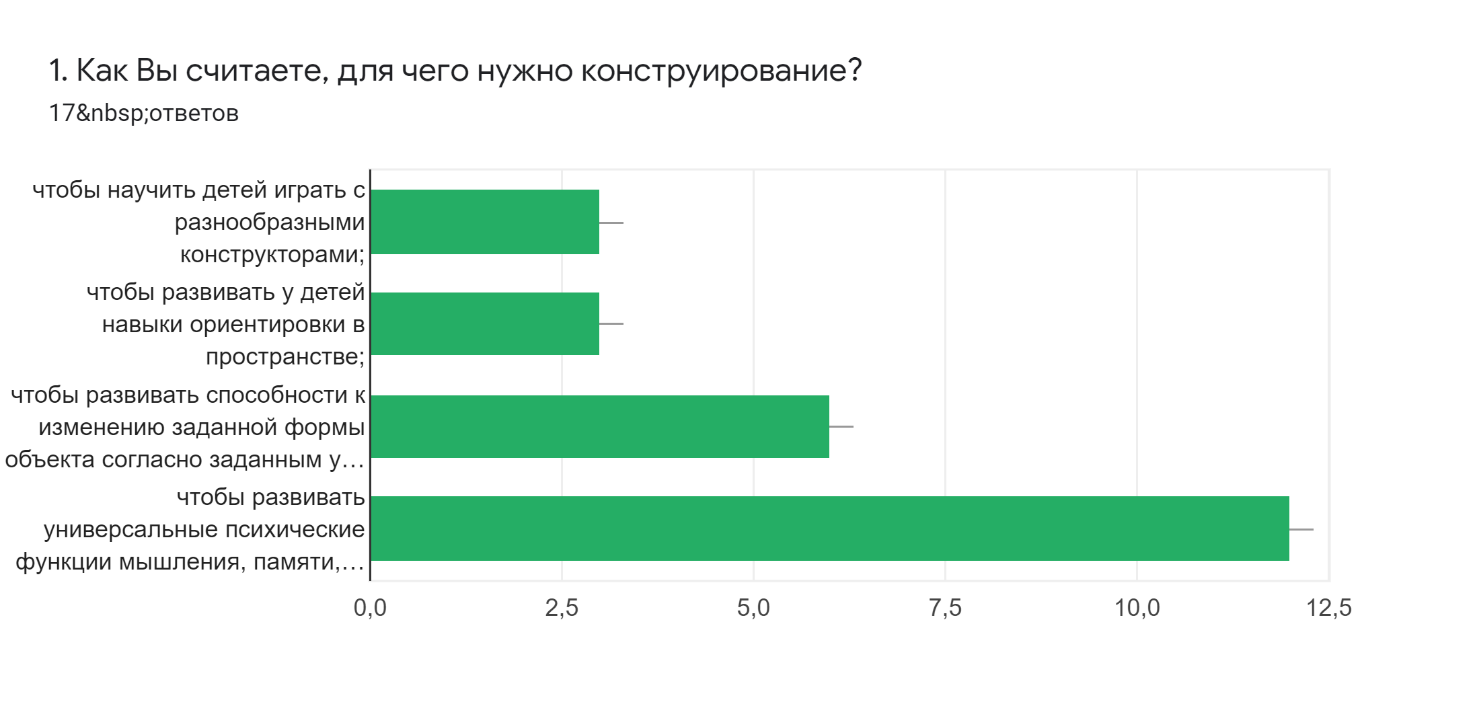 1. Как Вы считаете, для чего нужно конструирование?
17&nbsp;ответов
чтобы научить детей играть с
разнообразными
конструкторами;
чтобы развивать у детей
навыки ориентировки в
пространстве;
чтобы развивать способности к
изменению заданной формы
объекта согласно заданным у…
чтобы развивать
универсальные психические
функции мышления, памяти,…
0,0 2,5 5,0 7,5 10,0 12,5